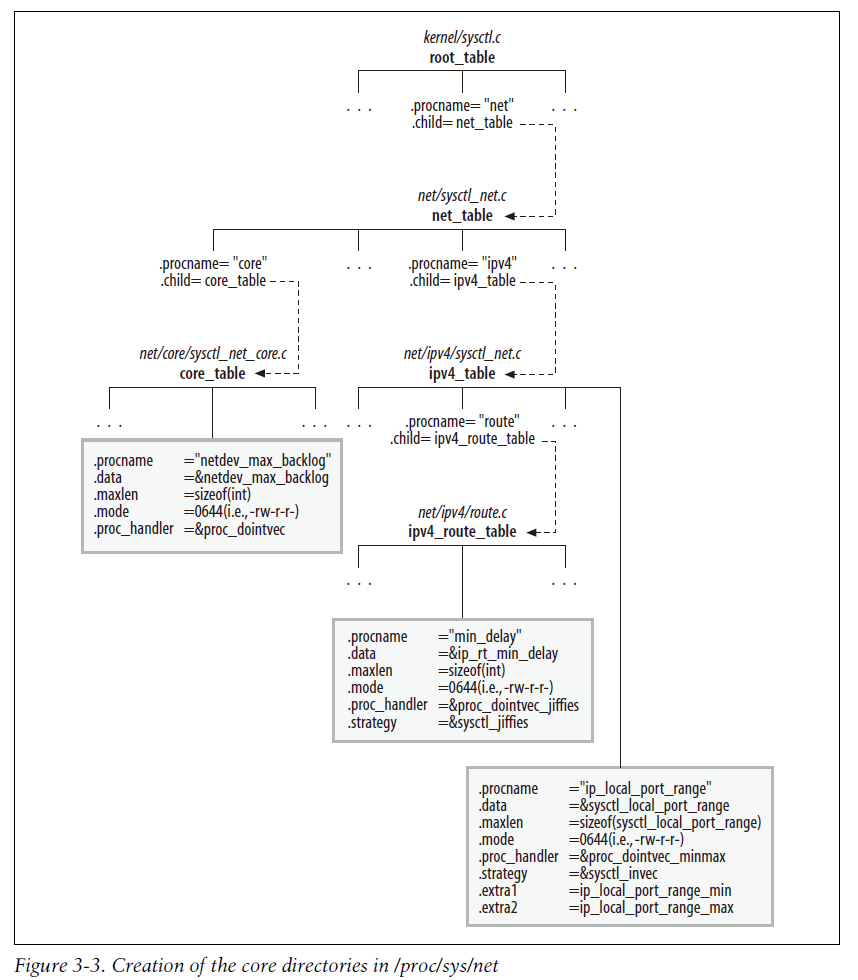 kernel/sysctl.c
root_table
. . . .procname= "net" . . .
.child= net_table
net/sysctl_net.c
net_table
.procname= "core" . . . .procname= "ipv4" . . .
.child= core_table .child= ipv4_table
net/core/sysctl_net_core.c net/ipv4/sysctl_net.c
core_table ipv4_table
. . . . . . . . . .procname= "route" . . .
.child= ipv4_route_table
.procname ="netdev_max_backlog"
.data =&netdev_max_backlog
.maxlen =sizeof(int)
.mode =0644(i.e.,-rw-r-r-)
.proc_handler =&proc_dointvec
net/ipv4/route.c
ipv4_route_table
. . . . . .
.procname ="min_delay"
.data =&ip_rt_min_delay
.maxlen =sizeof(int)
.mode =0644(i.e.,-rw-r-r-)
.proc_handler =&proc_dointvec_jiffies
.strategy =&sysctl_jiffies
.procname ="ip_local_port_range"
.data =&sysctl_local_port_range
.maxlen =sizeof(sysctl_local_port_range)
.mode =0644(i.e.,-rw-r-r-)
.proc_handler =&proc_dointvec_minmax
.strategy =&sysctl_invec
.extra1 =ip_local_port_range_min
.extra2 =ip_local_port_range_max
Figure 3-3. Creation of the core directories in /proc/sys/net